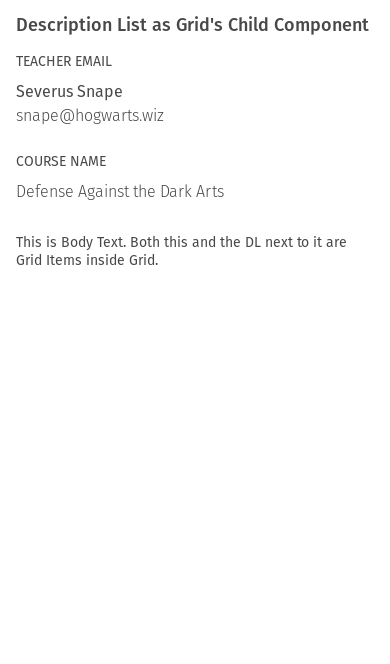 Description List as Grid's Child Component
TEACHER EMAIL
Severus Snape
snape@hogwarts.wiz
COURSE NAME
Defense Against the Dark Arts
This is Body Text. Both this and the DL next to it are
Grid Items inside Grid.